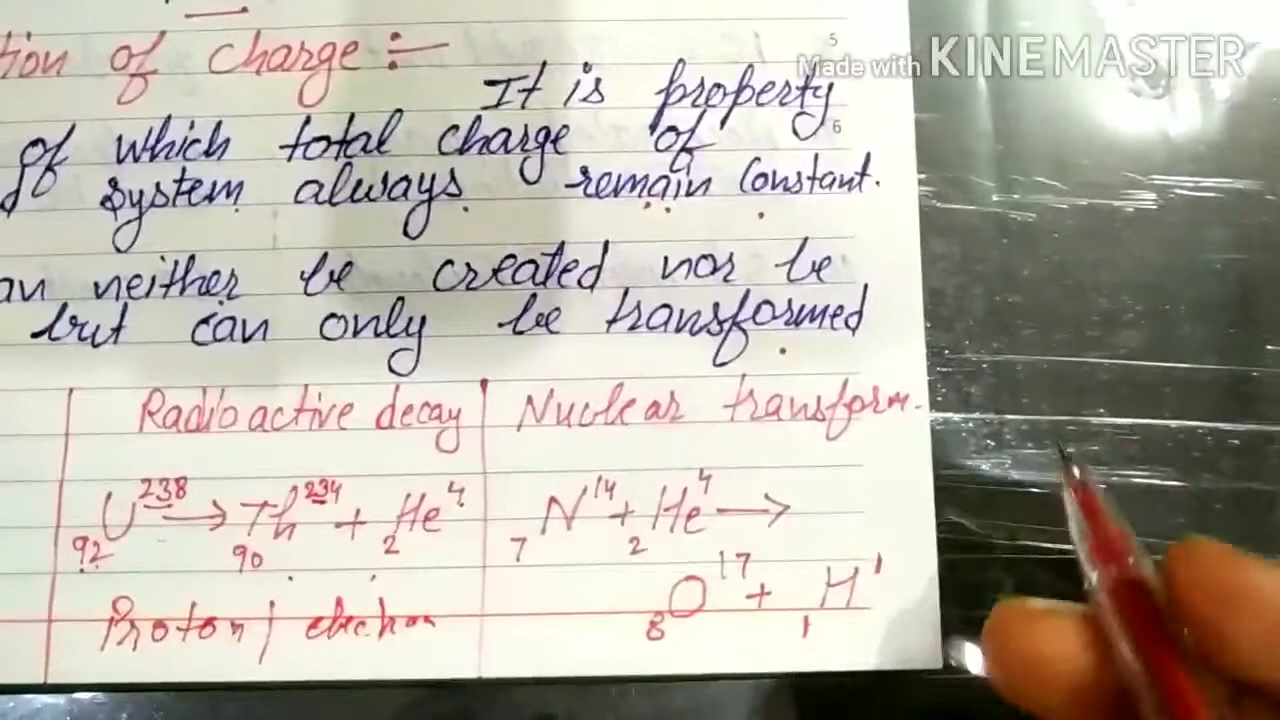 tion of charge :-
It is property
of which total charge of
system always remain constant.
an neither be created nor be
but can only be transformed
Radioactive decay
Nuclear transform.
₉₂U²³⁸ → ₉₀Th²³⁴ + ₂He⁴
₇N¹⁴ + ₂He⁴ →
₈O¹⁷ + ₁H¹
Proton / electron
5
6
Made with KINEMASTER